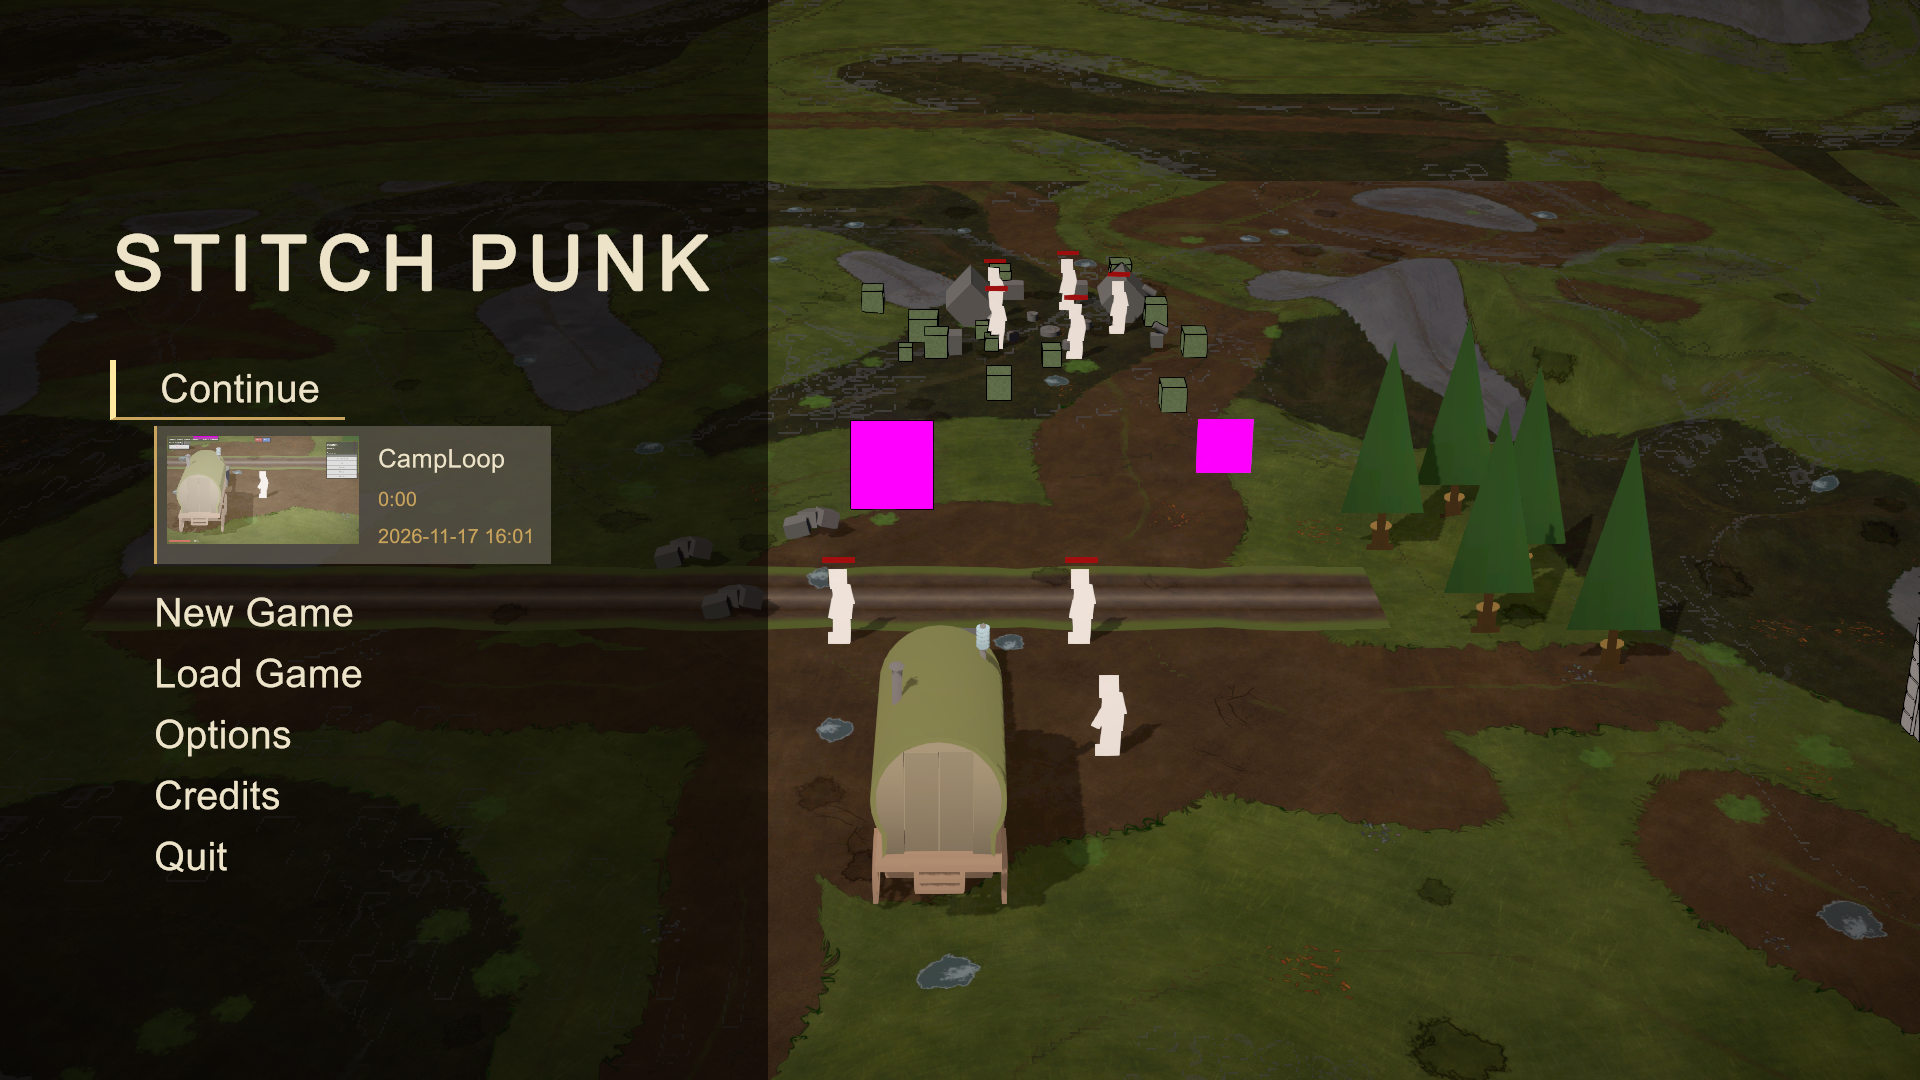 STITCH PUNK
Continue
CampLoop
0:00
2026-11-17 16:01
New Game
Load Game
Options
Credits
Quit